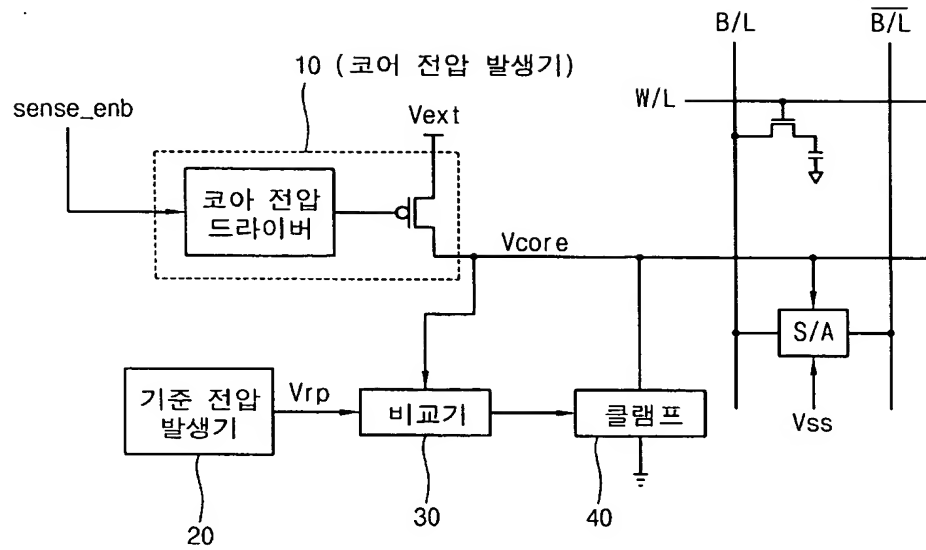 B/L
B/L
10 (코어 전압 발생기)
W/L
sense_enb
Vext
코아 전압
드라이버
Vcore
S/A
기준 전압
발생기
Vrp
비교기
클램프
Vss
20
30
40